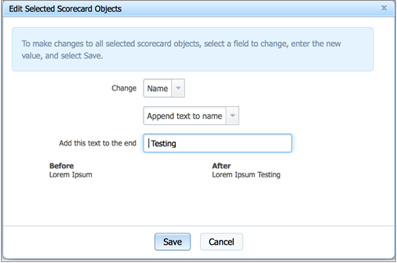 Edit Selected Scorecard Objects x
To make changes to all selected scorecard objects, select a field to change, enter the new
value, and select Save.
Change Name
Append text to name
Add this text to the end Testing
Before After
Lorem Ipsum Lorem Ipsum Testing
Save Cancel